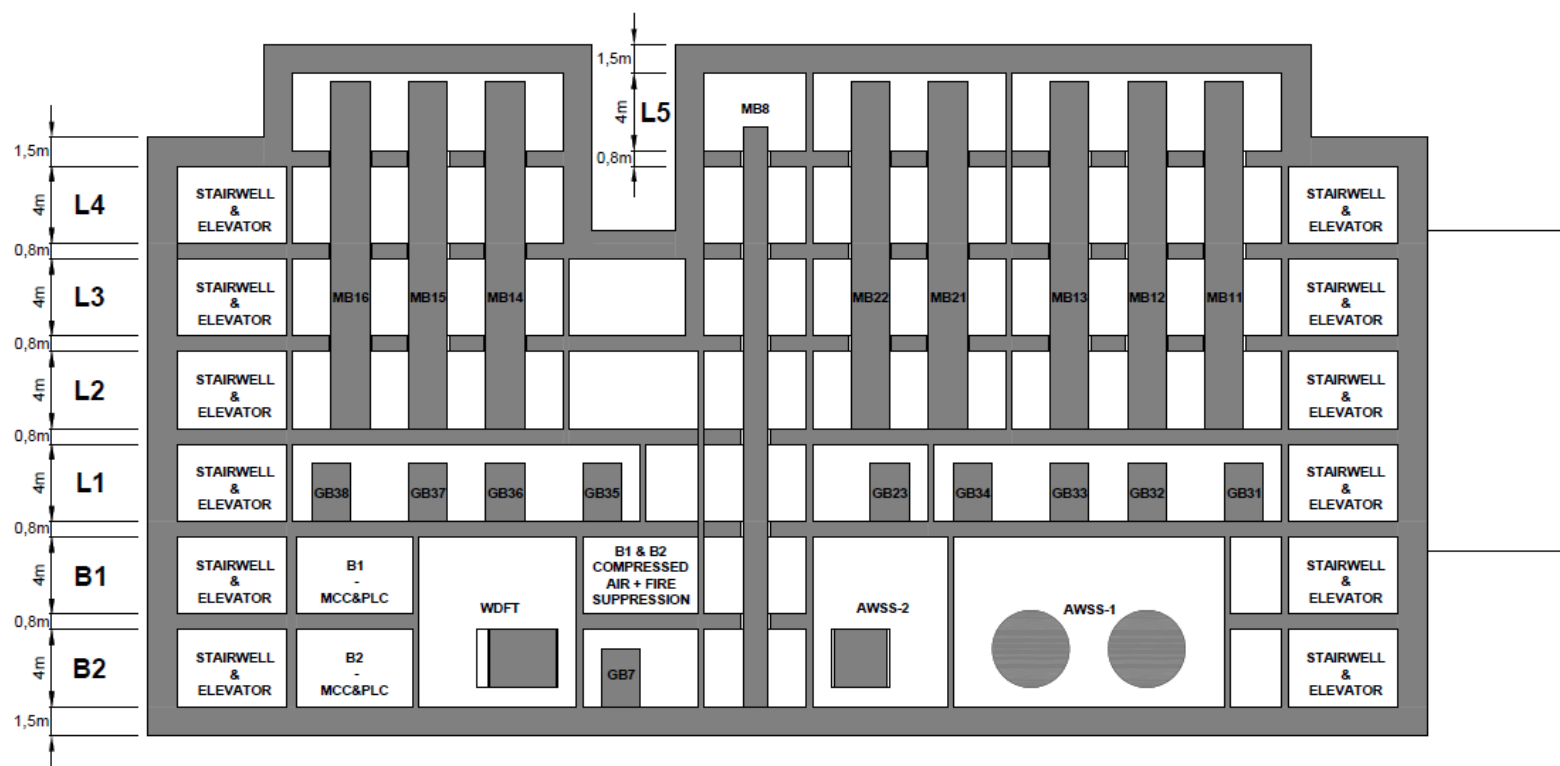 1,5m
4m
L5
0,8m
MB8
1,5m
4m
L4
0,8m
STAIRWELL
&
ELEVATOR
STAIRWELL
&
ELEVATOR
4m
L3
0,8m
STAIRWELL
&
ELEVATOR
MB16
MB15
MB14
MB22
MB21
MB13
MB12
MB11
STAIRWELL
&
ELEVATOR
4m
L2
0,8m
STAIRWELL
&
ELEVATOR
STAIRWELL
&
ELEVATOR
4m
L1
0,8m
STAIRWELL
&
ELEVATOR
GB38
GB37
GB36
GB35
GB23
GB34
GB33
GB32
GB31
STAIRWELL
&
ELEVATOR
4m
B1
0,8m
STAIRWELL
&
ELEVATOR
B1
-
MCC&PLC
WDFT
B1 & B2
COMPRESSED
AIR + FIRE
SUPPRESSION
AWSS-2
AWSS-1
STAIRWELL
&
ELEVATOR
4m
B2
1,5m
STAIRWELL
&
ELEVATOR
B2
-
MCC&PLC
GB7
STAIRWELL
&
ELEVATOR